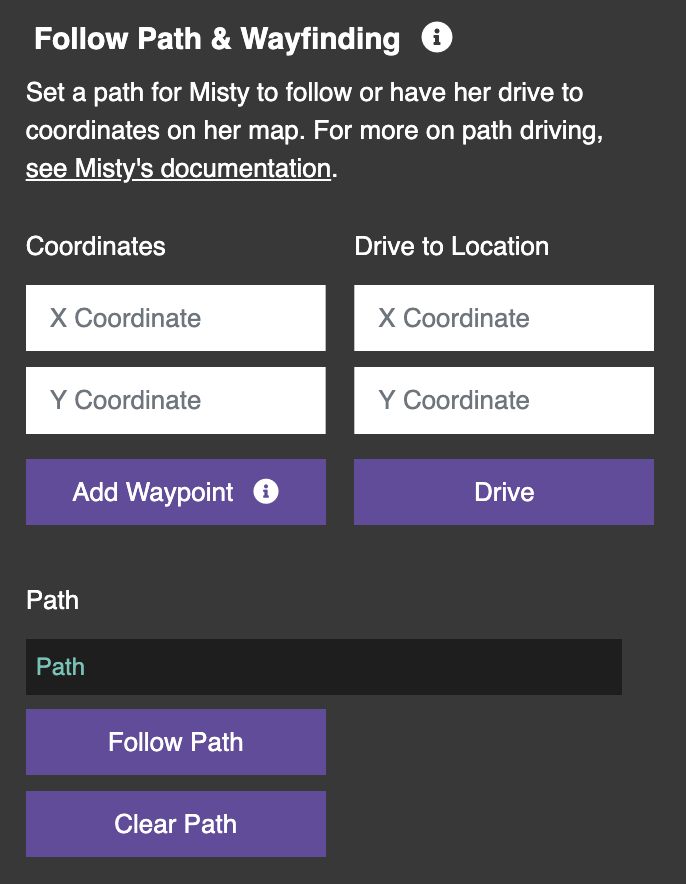 Follow Path & Wayfinding
Set a path for Misty to follow or have her drive to
coordinates on her map. For more on path driving,
see Misty's documentation.
Coordinates
X Coordinate
Y Coordinate
Add Waypoint
Drive to Location
X Coordinate
Y Coordinate
Drive
Path
Path
Follow Path
Clear Path